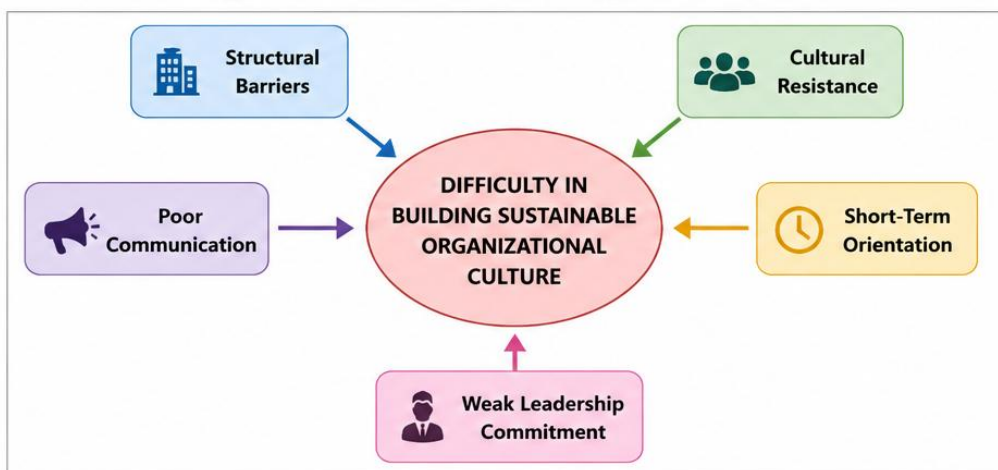 Structural
Barriers
Cultural
Resistance
Poor
Communication
DIFFICULTY IN
BUILDING SUSTAINABLE
ORGANIZATIONAL
CULTURE
Short-Term
Orientation
Weak Leadership
Commitment